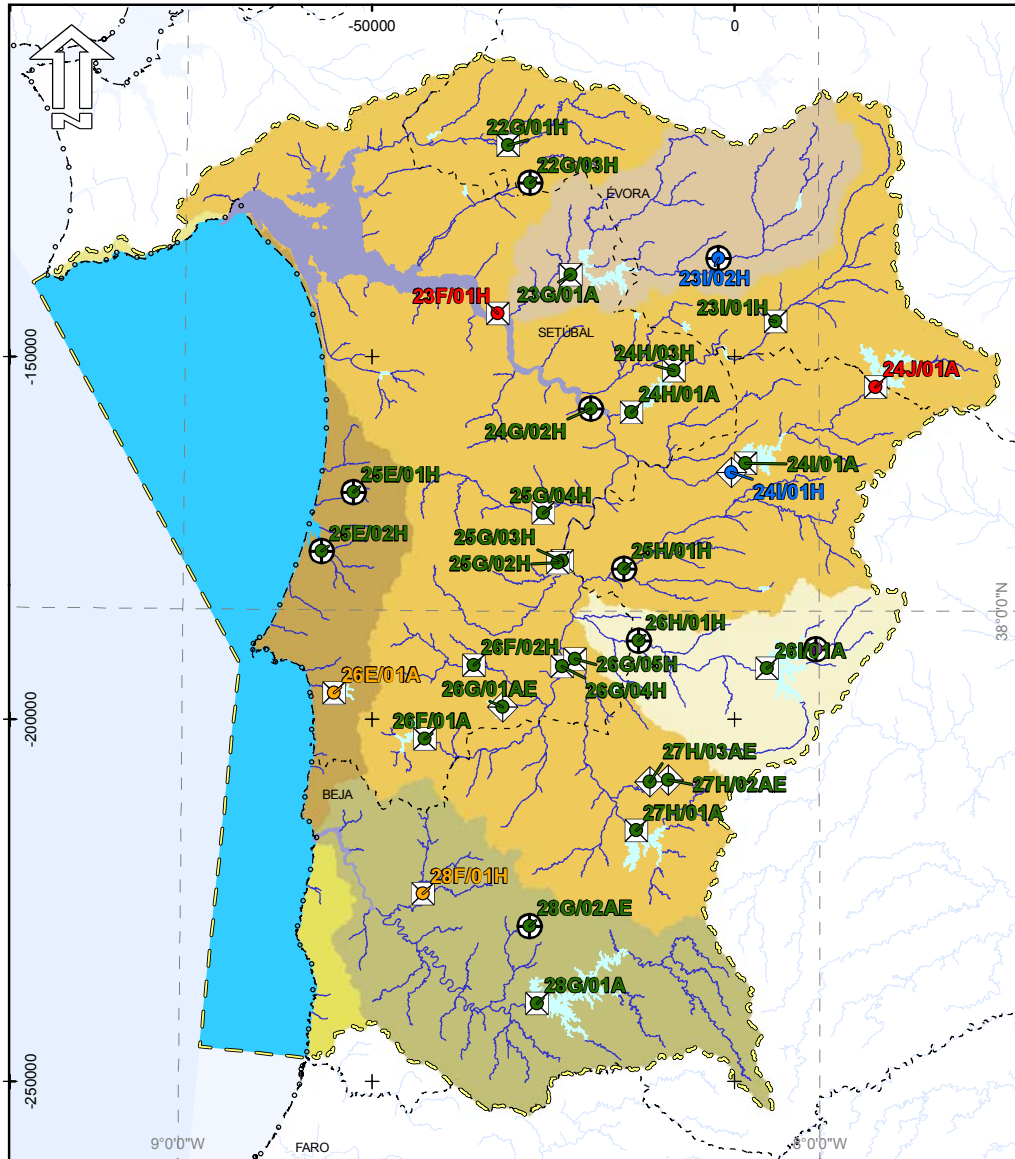 -50000
0
N
22G/01H
22G/03H
ÉVORA
23I/02H
23G/01A
23F/01H
23I/01H
SETÚBAL
-150000
24H/03H
24J/01A
24H/01A
24G/02H
24I/01A
25E/01H
24I/01H
25G/04H
25E/02H
25G/03H
25H/01H
25G/02H
38°0'0"N
26H/01H
26F/02H
26I/01A
26G/05H
26E/01A
26G/01AE
26G/04H
-200000
26F/01A
27H/03AE
27H/02AE
BEJA
27H/01A
28F/01H
28G/02AE
28G/01A
-250000
9°0'0"W
8°0'0"W
FARO